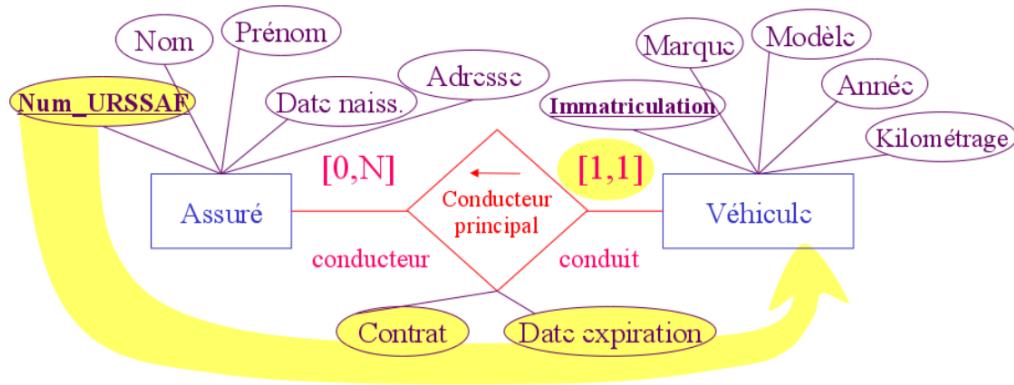 Nom
Prénom
Marque
Modèle
Num_URSSAF
Date naiss.
Adresse
Immatriculation
Année
Kilométrage
[0,N]
[1,1]
Assuré
Conducteur
principal
Véhicule
conducteur
conduit
Contrat
Date expiration